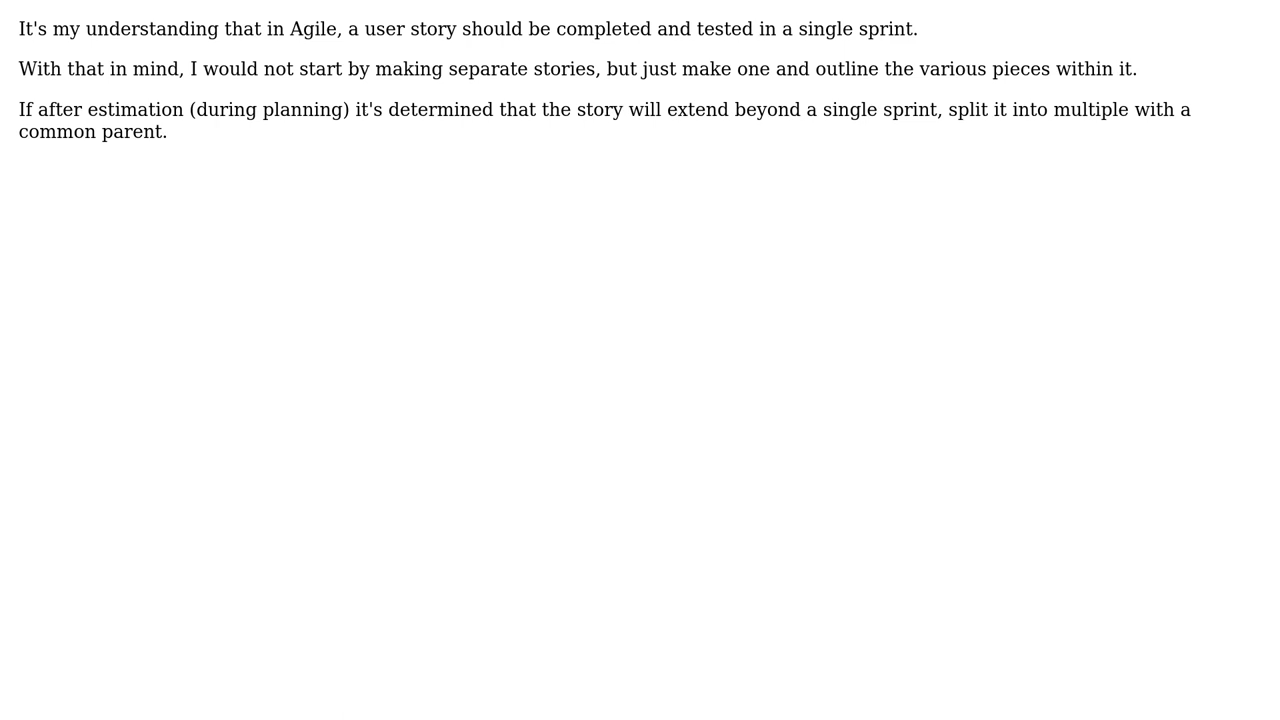 It's my understanding that in Agile, a user story should be completed and tested in a single sprint.
With that in mind, I would not start by making separate stories, but just make one and outline the various pieces within it.
If after estimation (during planning) it's determined that the story will extend beyond a single sprint, split it into multiple with a
common parent.